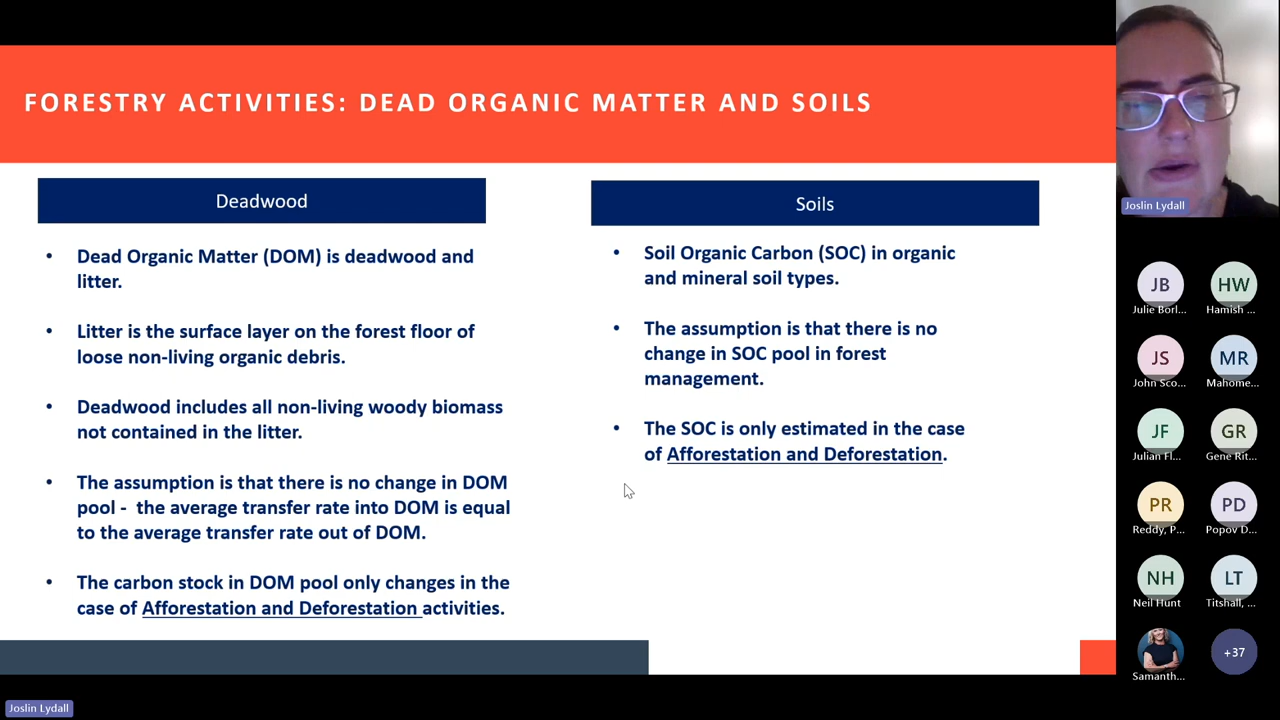 FORESTRY ACTIVITIES: DEAD ORGANIC MATTER AND SOILS
Deadwood
• Dead Organic Matter (DOM) is deadwood and
litter.
• Litter is the surface layer on the forest floor of
loose non-living organic debris.
• Deadwood includes all non-living woody biomass
not contained in the litter.
• The assumption is that there is no change in DOM
pool - the average transfer rate into DOM is equal
to the average transfer rate out of DOM.
• The carbon stock in DOM pool only changes in the
case of Afforestation and Deforestation activities.
Soils
• Soil Organic Carbon (SOC) in organic
and mineral soil types.
• The assumption is that there is no
change in SOC pool in forest
management.
• The SOC is only estimated in the case
of Afforestation and Deforestation.
Joslin Lydall
JB
Julie Borl...
HW
Hamish ...
JS
John Sco...
MR
Mahome...
JF
Julian Fl...
GR
Gene Rit...
PR
Reddy, P...
PD
Popov D...
NH
Neil Hunt
LT
Titshall, ...
Samanth...
+37
Joslin Lydall